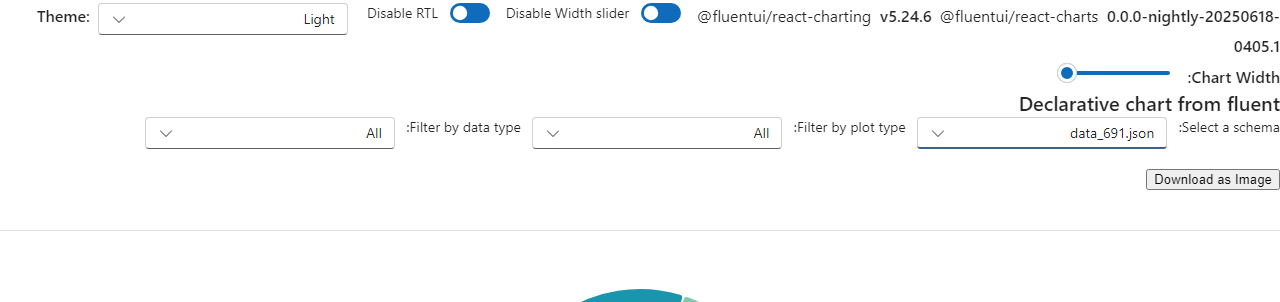 Theme: Light Disable RTL Disable Width slider @fluentui/react-charting v5.24.6 @fluentui/react-charts 0.0.0-nightly-20250618-
0405.1
:Chart Width
Declarative chart from fluent
:Select a schema data_691.json :Filter by plot type All :Filter by data type All
Download as Image